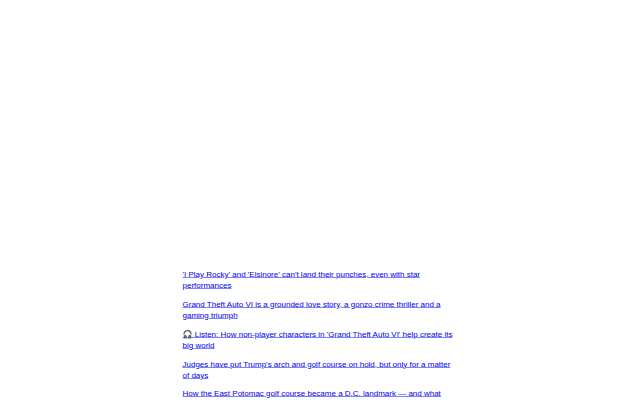 'I Play Rocky' and 'Elsinore' can't land their punches, even with star
performances
Grand Theft Auto VI is a grounded love story, a gonzo crime thriller and a
gaming triumph
🎧 Listen: How non-player characters in 'Grand Theft Auto VI' help create its
big world
Judges have put Trump's arch and golf course on hold, but only for a matter
of days
How the East Potomac golf course became a D.C. landmark — and what